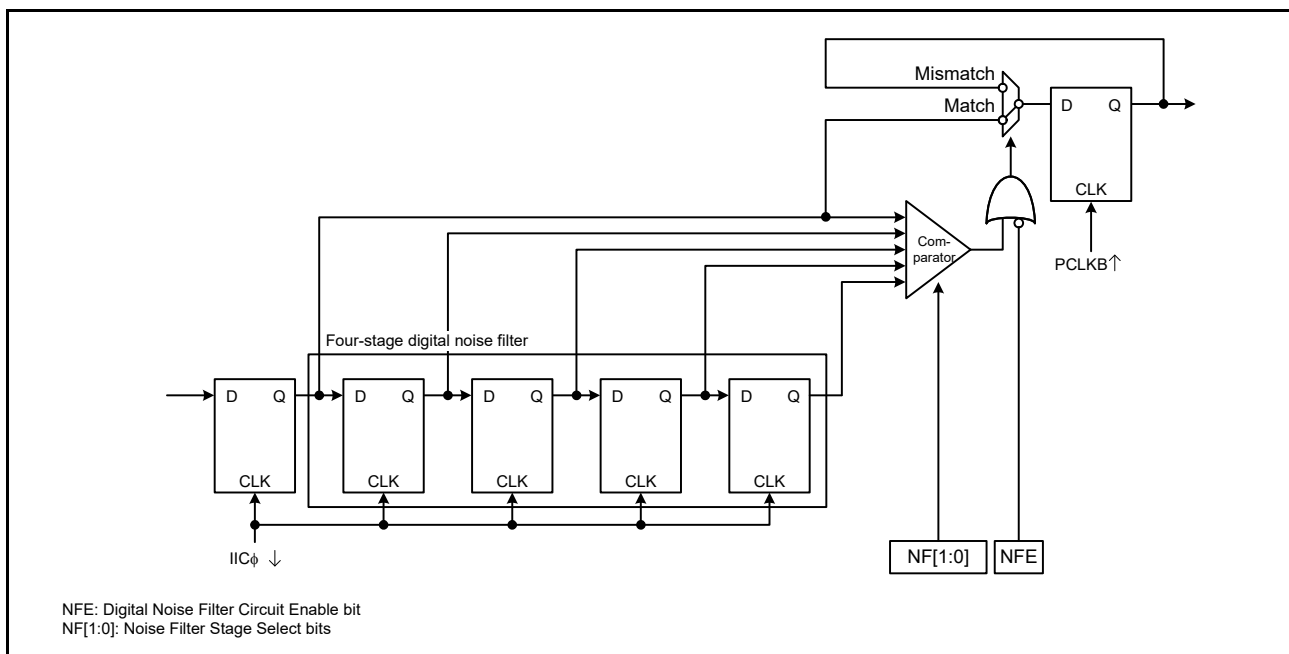 Mismatch
Match
D Q
CLK
PCLKB↑
Com-
parator
Four-stage digital noise filter
D Q D Q D Q D Q D Q
CLK CLK CLK CLK CLK
IICϕ ↓
NF[1:0] NFE
NFE: Digital Noise Filter Circuit Enable bit
NF[1:0]: Noise Filter Stage Select bits